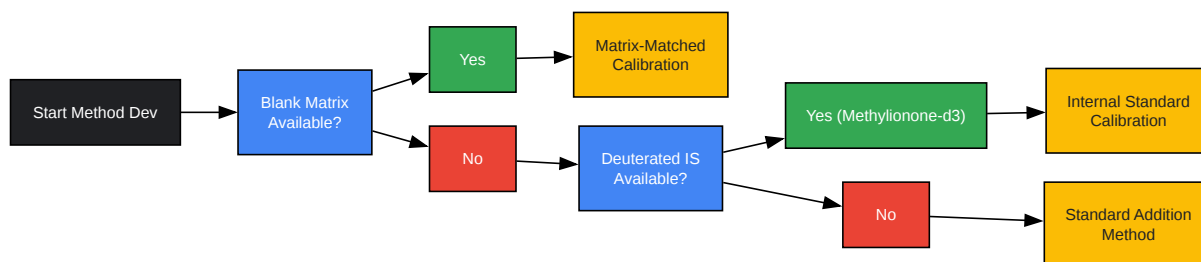 Start Method Dev
Blank Matrix
Available?
Yes
Matrix-Matched
Calibration
No
Deuterated IS
Available?
Yes (Methylionone-d3)
Internal Standard
Calibration
No
Standard Addition
Method